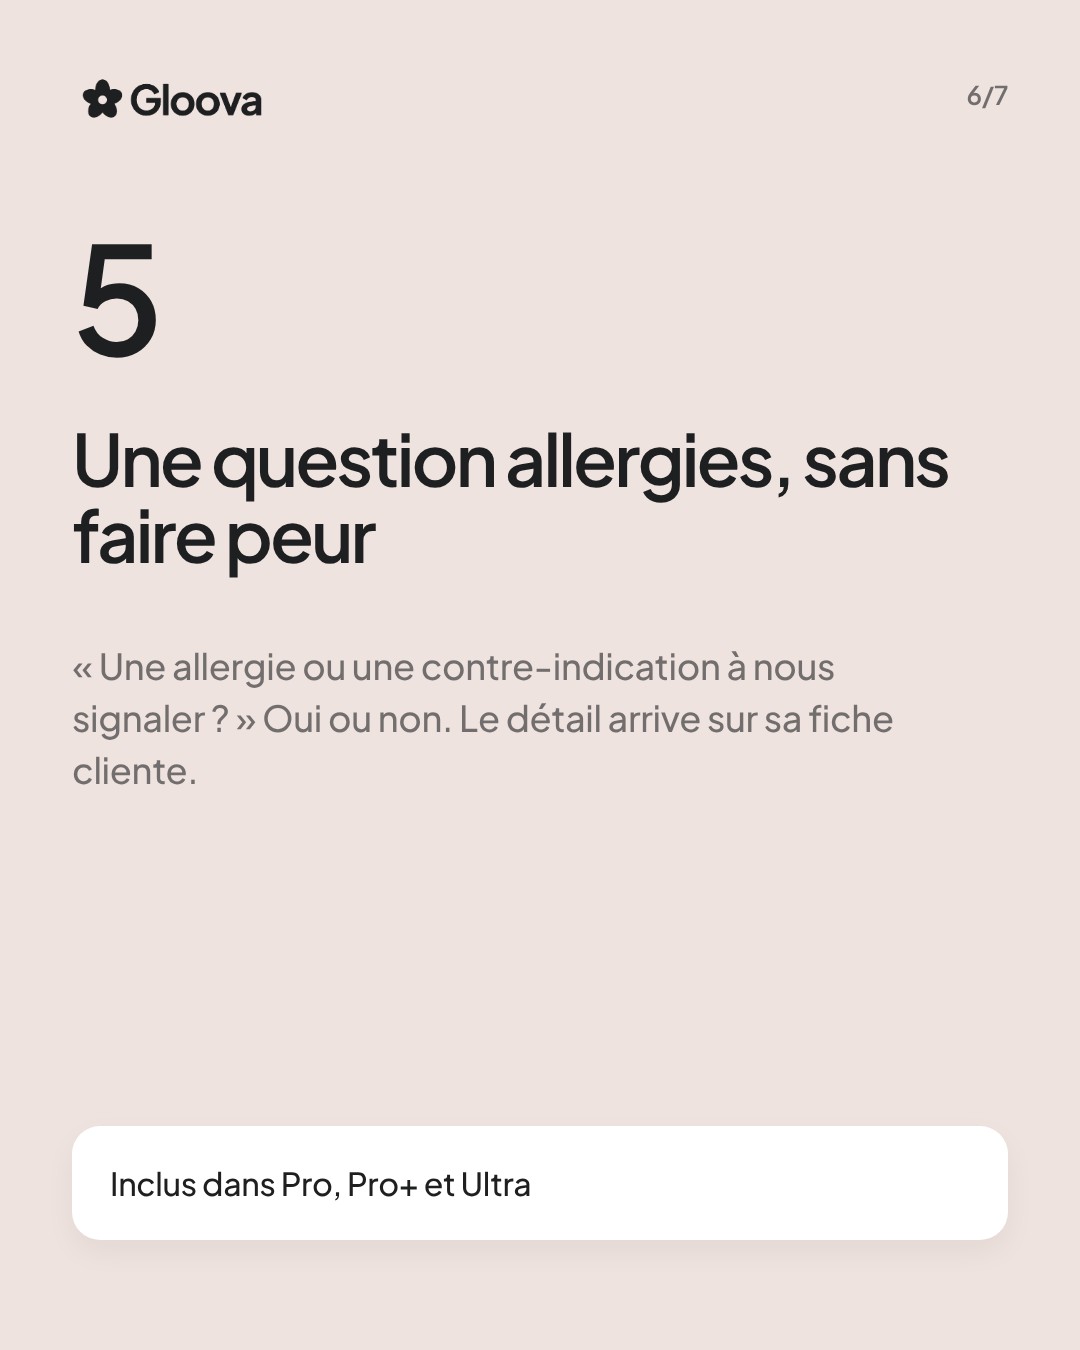 Gloova
6/7
5
Une question allergies, sans
faire peur
« Une allergie ou une contre-indication à nous
signaler ? » Oui ou non. Le détail arrive sur sa fiche
cliente.
Inclus dans Pro, Pro+ et Ultra